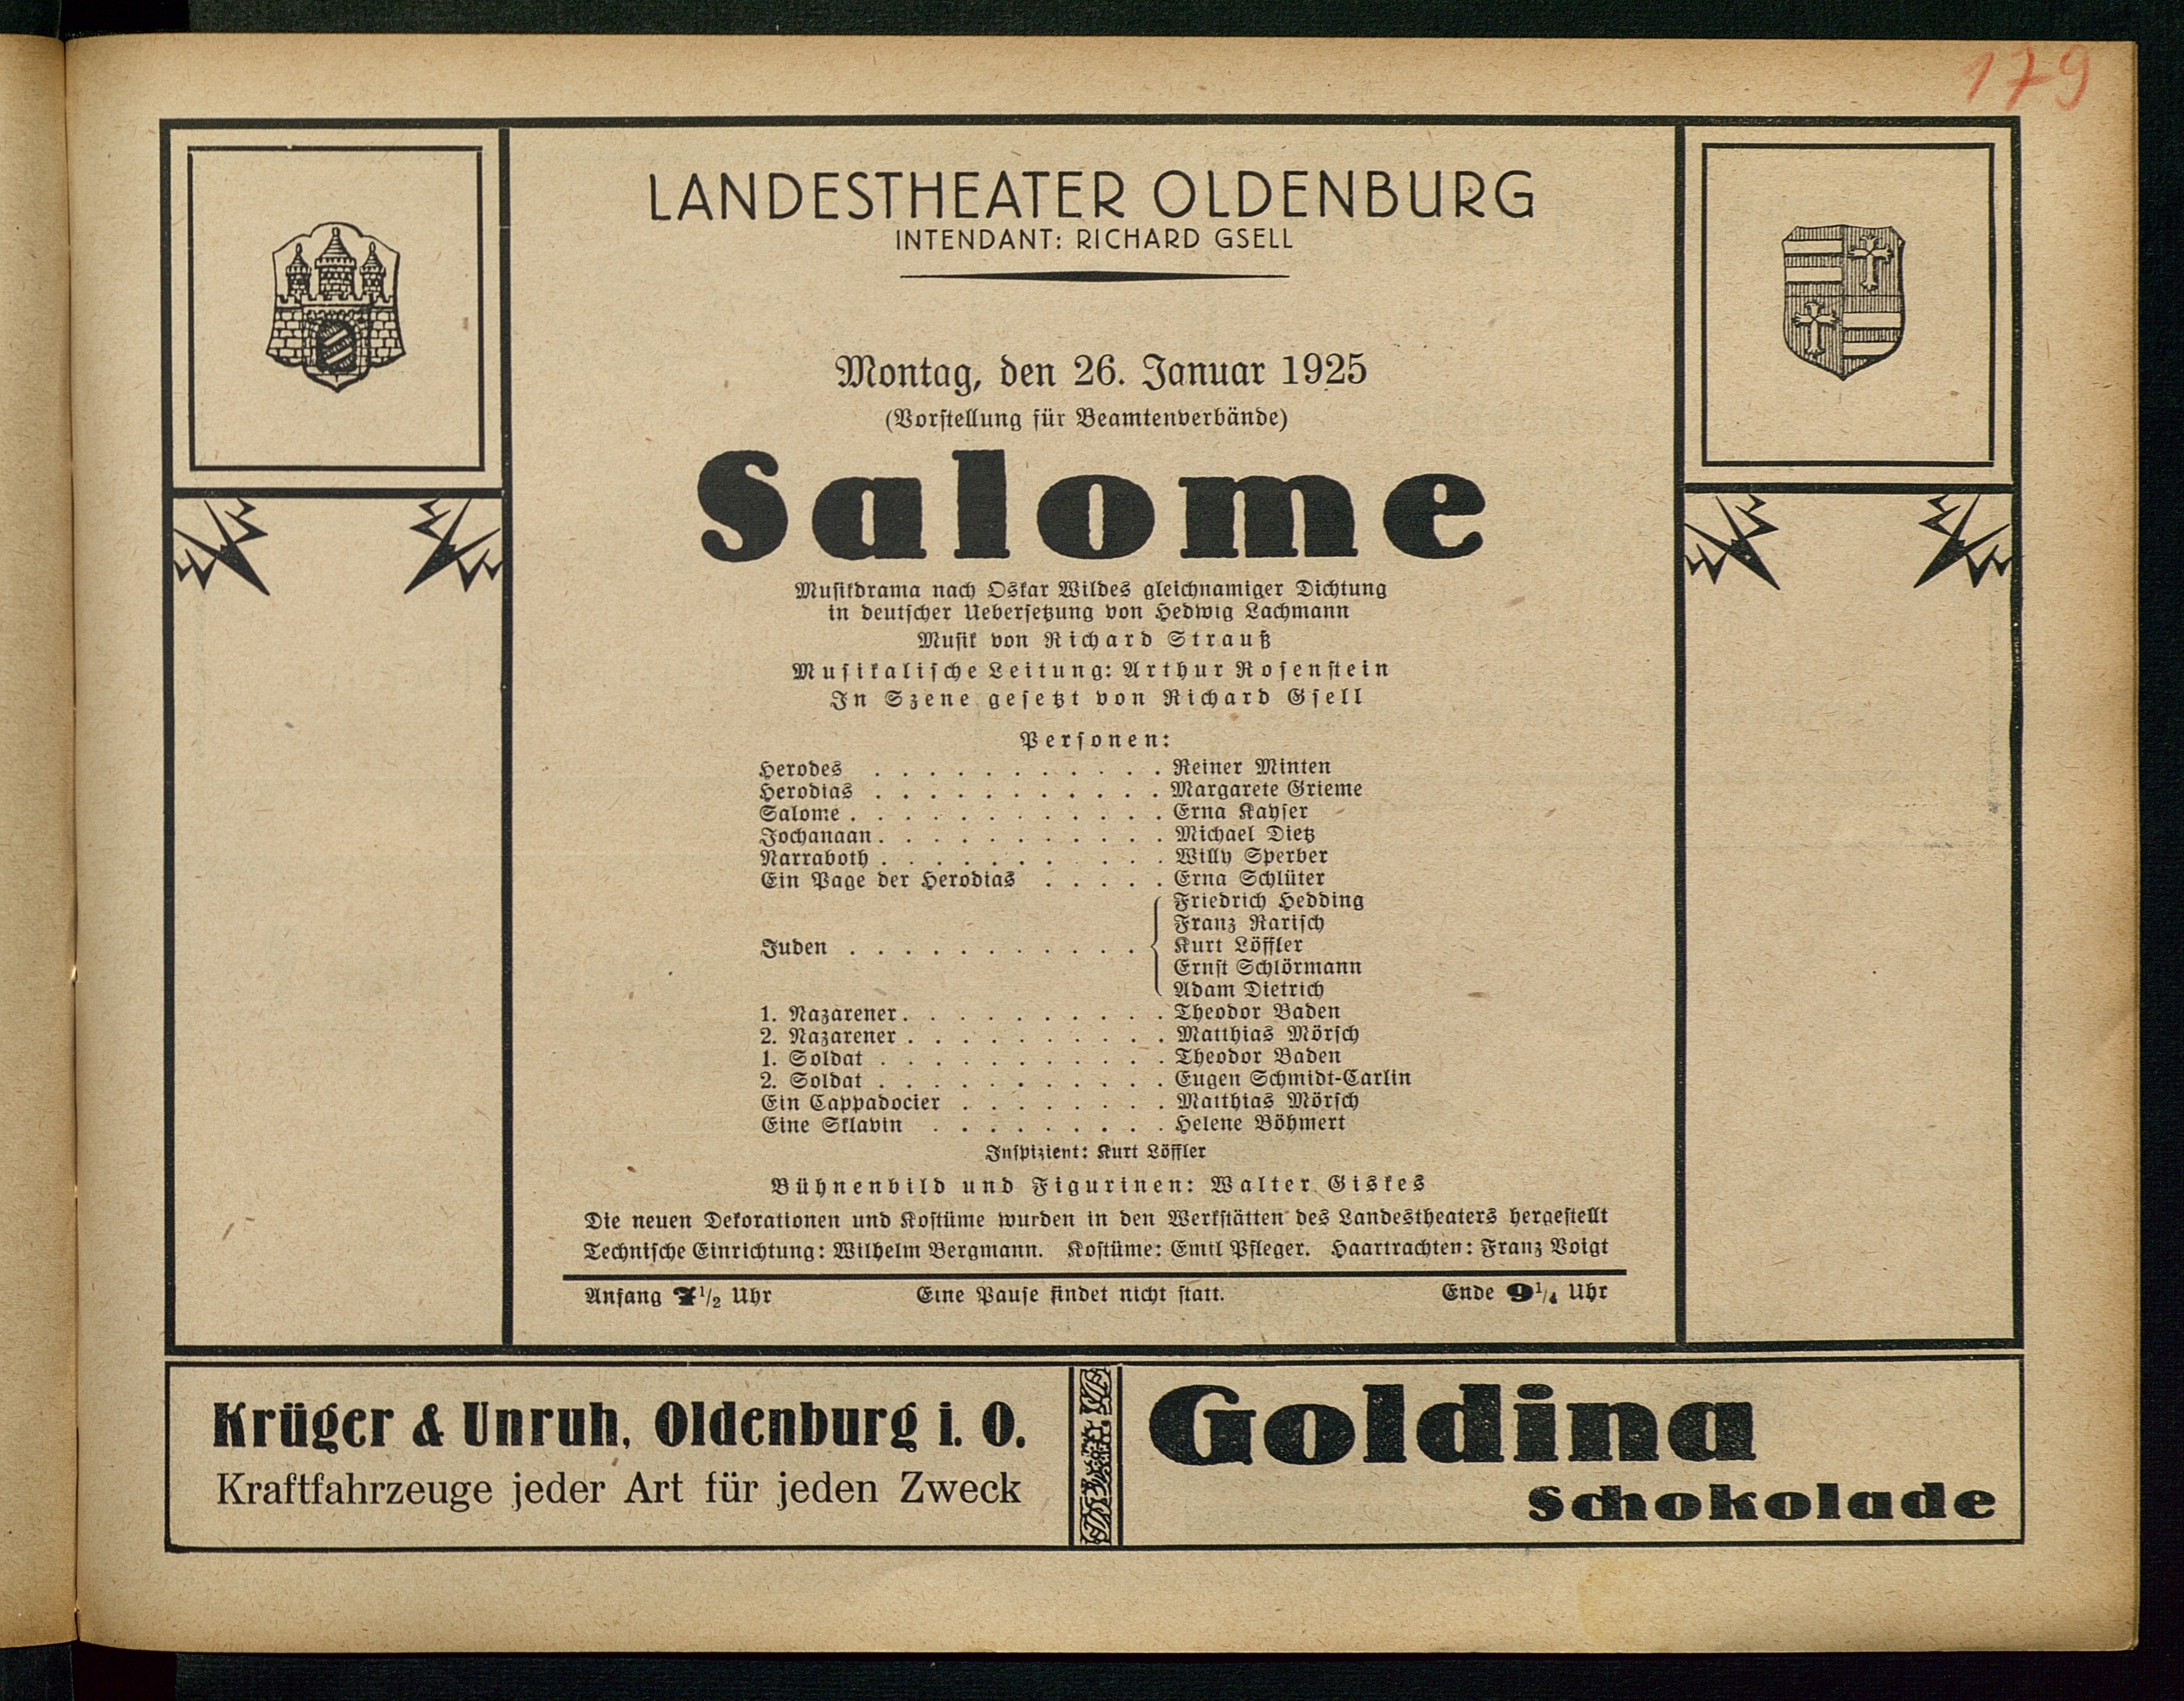 179
LANDESTHEATER OLDENBURG
INTENDANT: RICHARD GSELL
Montag, den 26. Januar 1925
(Vorstellung für Beamtenverbände)
Salome
Musikdrama nach Oskar Wildes gleichnamiger Dichtung
in deutscher Uebersetzung von Hedwig Lachmann
Musik von Richard Strauß
Musikalische Leitung: Arthur Rosenstein
In Szene gesetzt von Richard Gsell
Personen:
Herodes . . . . . . . . . . . Reiner Minten
Herodias . . . . . . . . . . . Margarete Grieme
Salome . . . . . . . . . . . . Erna Kayser
Jochanaan . . . . . . . . . . . Michael Dietz
Narraboth . . . . . . . . . . . Willy Sperber
Ein Page der Herodias . . . . . Erna Schlüter
Friedrich Hedding
Franz Rarisch
Juden . . . . . . . . . . . Kurt Löffler
Ernst Schlörmann
Adam Dietrich
1. Nazarener . . . . . . . . . . Theodor Baden
2. Nazarener . . . . . . . . . . Matthias Mörsch
1. Soldat . . . . . . . . . . . Theodor Baden
2. Soldat . . . . . . . . . . . Eugen Schmidt-Carlin
Ein Cappadocier . . . . . . . . Matthias Mörsch
Eine Sklavin . . . . . . . . . Helene Böhmert
Inspizient: Kurt Löffler
Bühnenbild und Figurinen: Walter Giskes
Die neuen Dekorationen und Kostüme wurden in den Werkstätten des Landestheaters hergestellt
Technische Einrichtung: Wilhelm Bergmann. Kostüme: Emil Pfleger. Haartrachten: Franz Voigt
Anfang 7 1/2 Uhr Eine Pause findet nicht statt. Ende 9 1/4 Uhr
Krüger & Unruh, Oldenburg i. O.
Kraftfahrzeuge jeder Art für jeden Zweck
Goldina
Schokolade